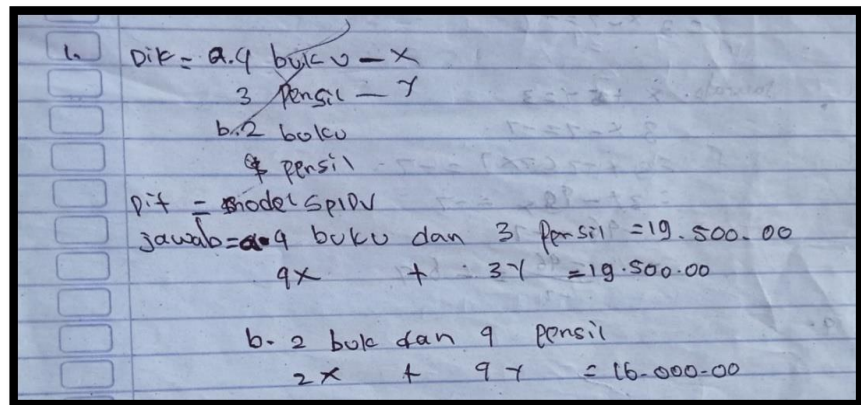 1. Dik = a. 4 buku — X
3 Pensil — Y
b. 2 buku
4 pensil
Dit = model SPlDV
Jawab = a. 4 buku dan 3 Pensil = 19.500.00
4X + 3Y = 19.500.00
b. 2 buk dan 4 Pensil
2X + 4Y = 16.000.00